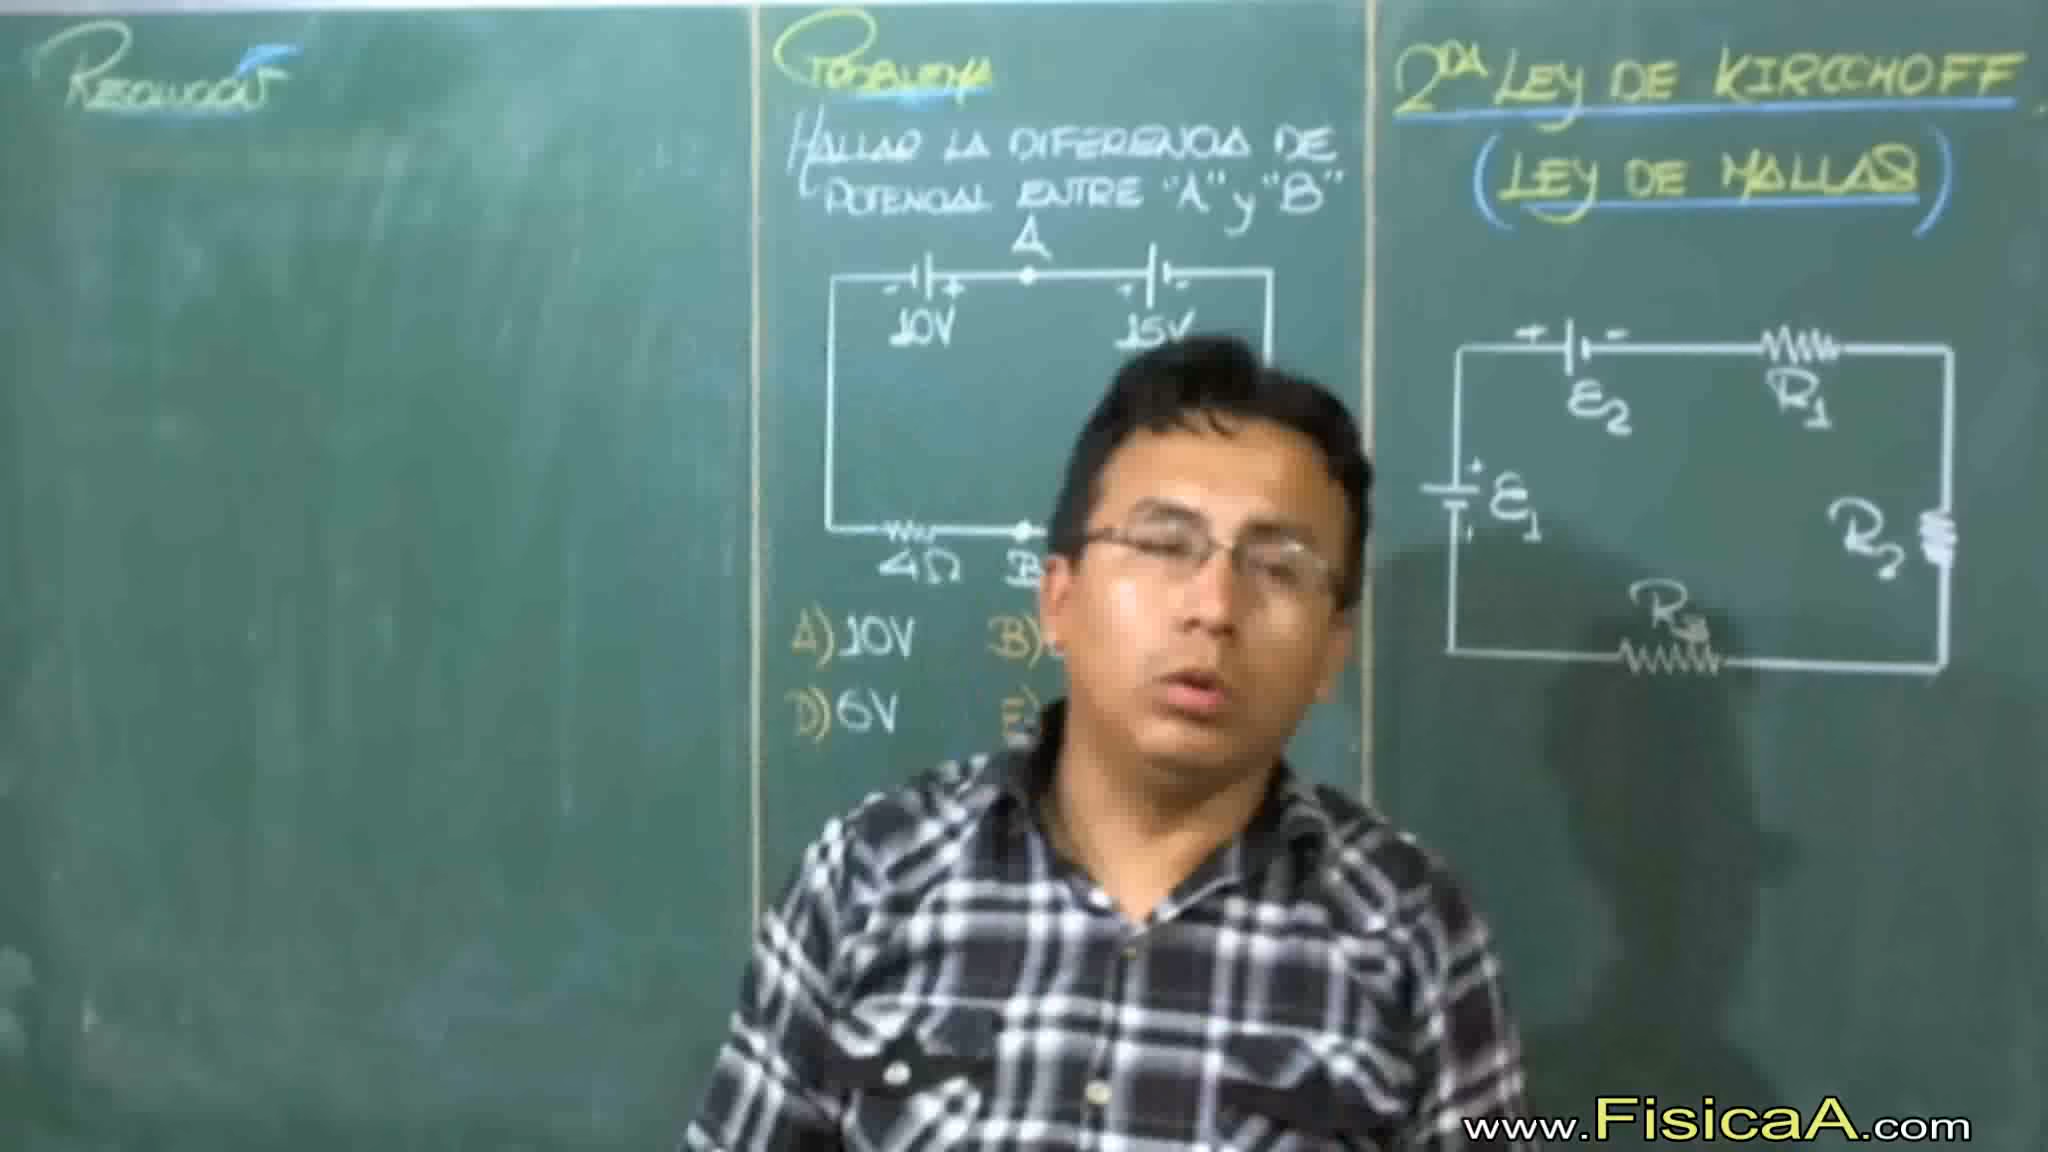 RESOLUCIÓN
PROBLEMA
HALLAR LA DIFERENCIA DE
POTENCIAL ENTRE "A" y "B"
A
- + + -
10V 15V
4Ω B
A) 10V B)
D) 6V E)
2DA LEY DE KIRCCHOFF
(LEY DE MALLAS)
+ -
ε2 R1
+
ε1 R2
-
R3
www.FisicaA.com